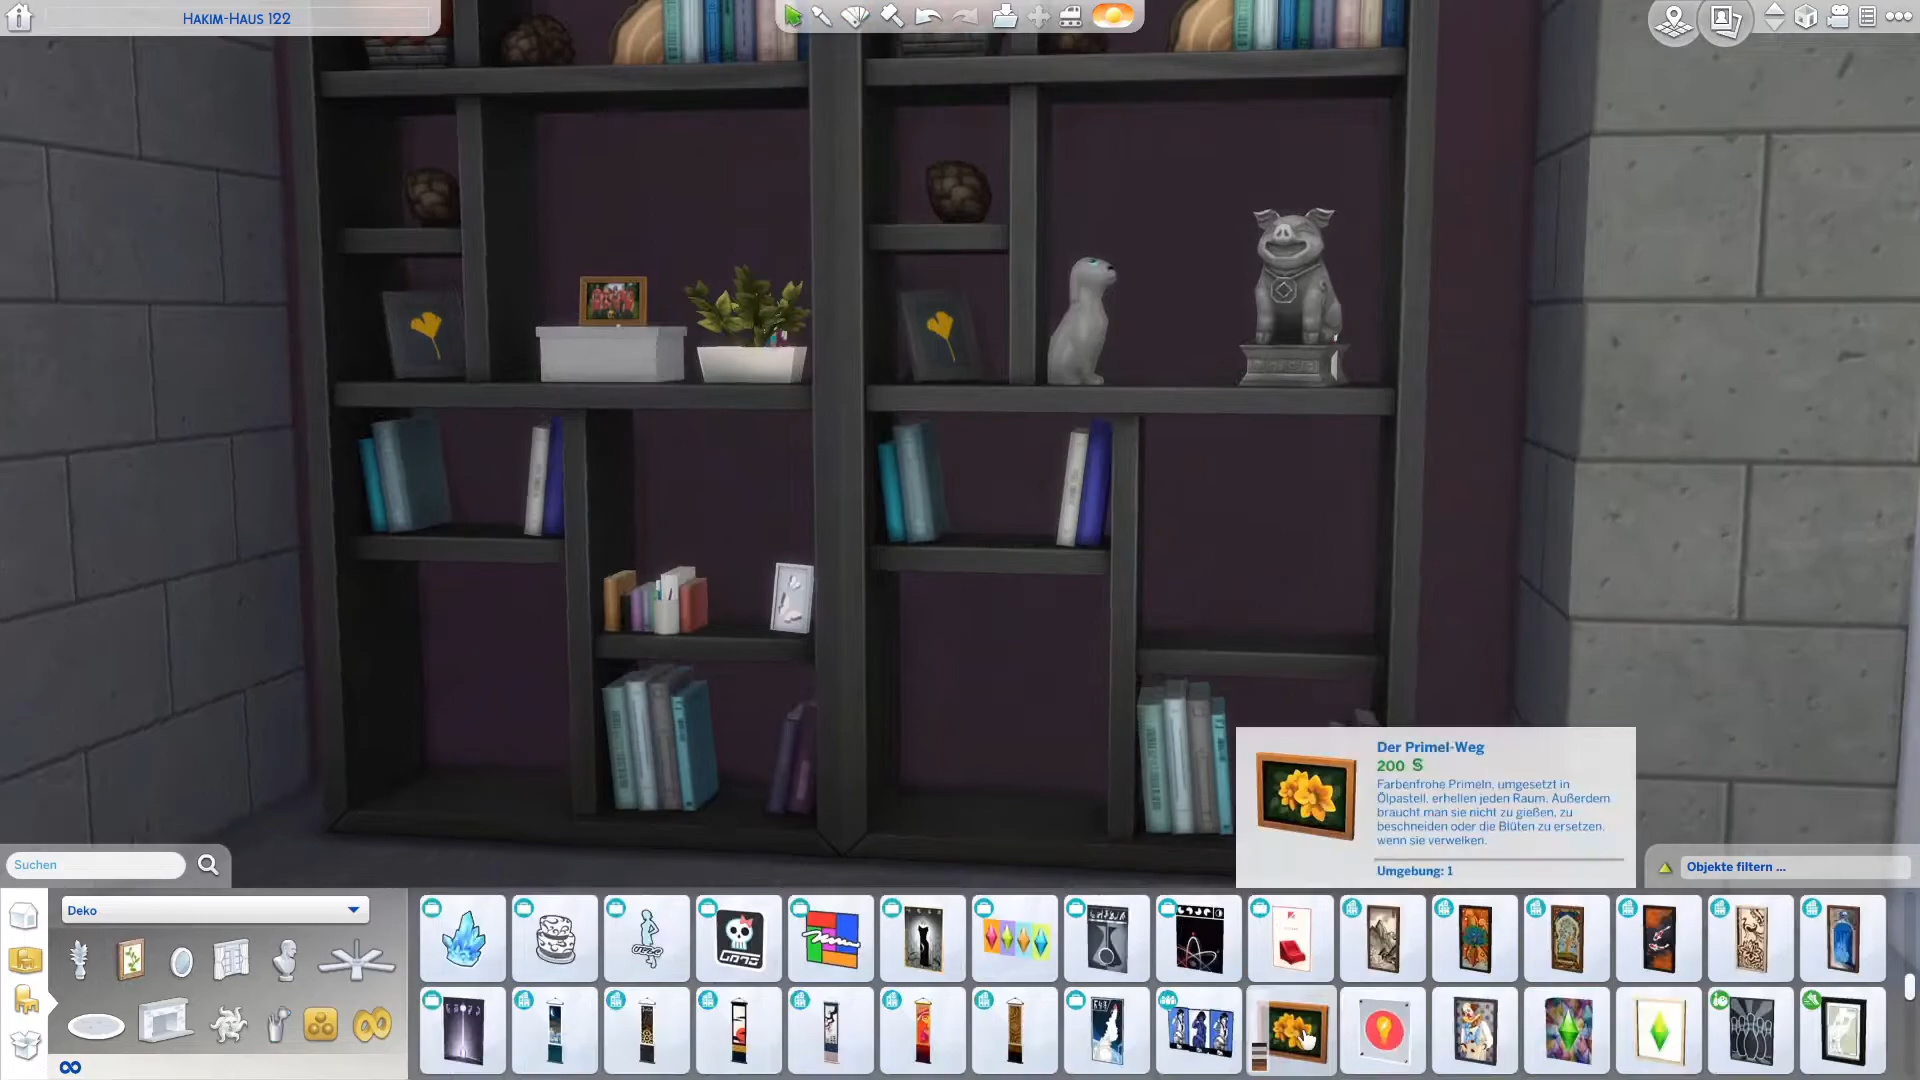 Hakim-Haus 122
Der Primel-Weg
200 §
Farbenfrohe Primeln, umgesetzt in
Ölpastell, erhellen jeden Raum. Außerdem
braucht man sie nicht zu gießen, zu
beschneiden oder die Blüten zu ersetzen,
wenn sie verwelken.
Umgebung: 1
Suchen
Objekte filtern ...
Deko